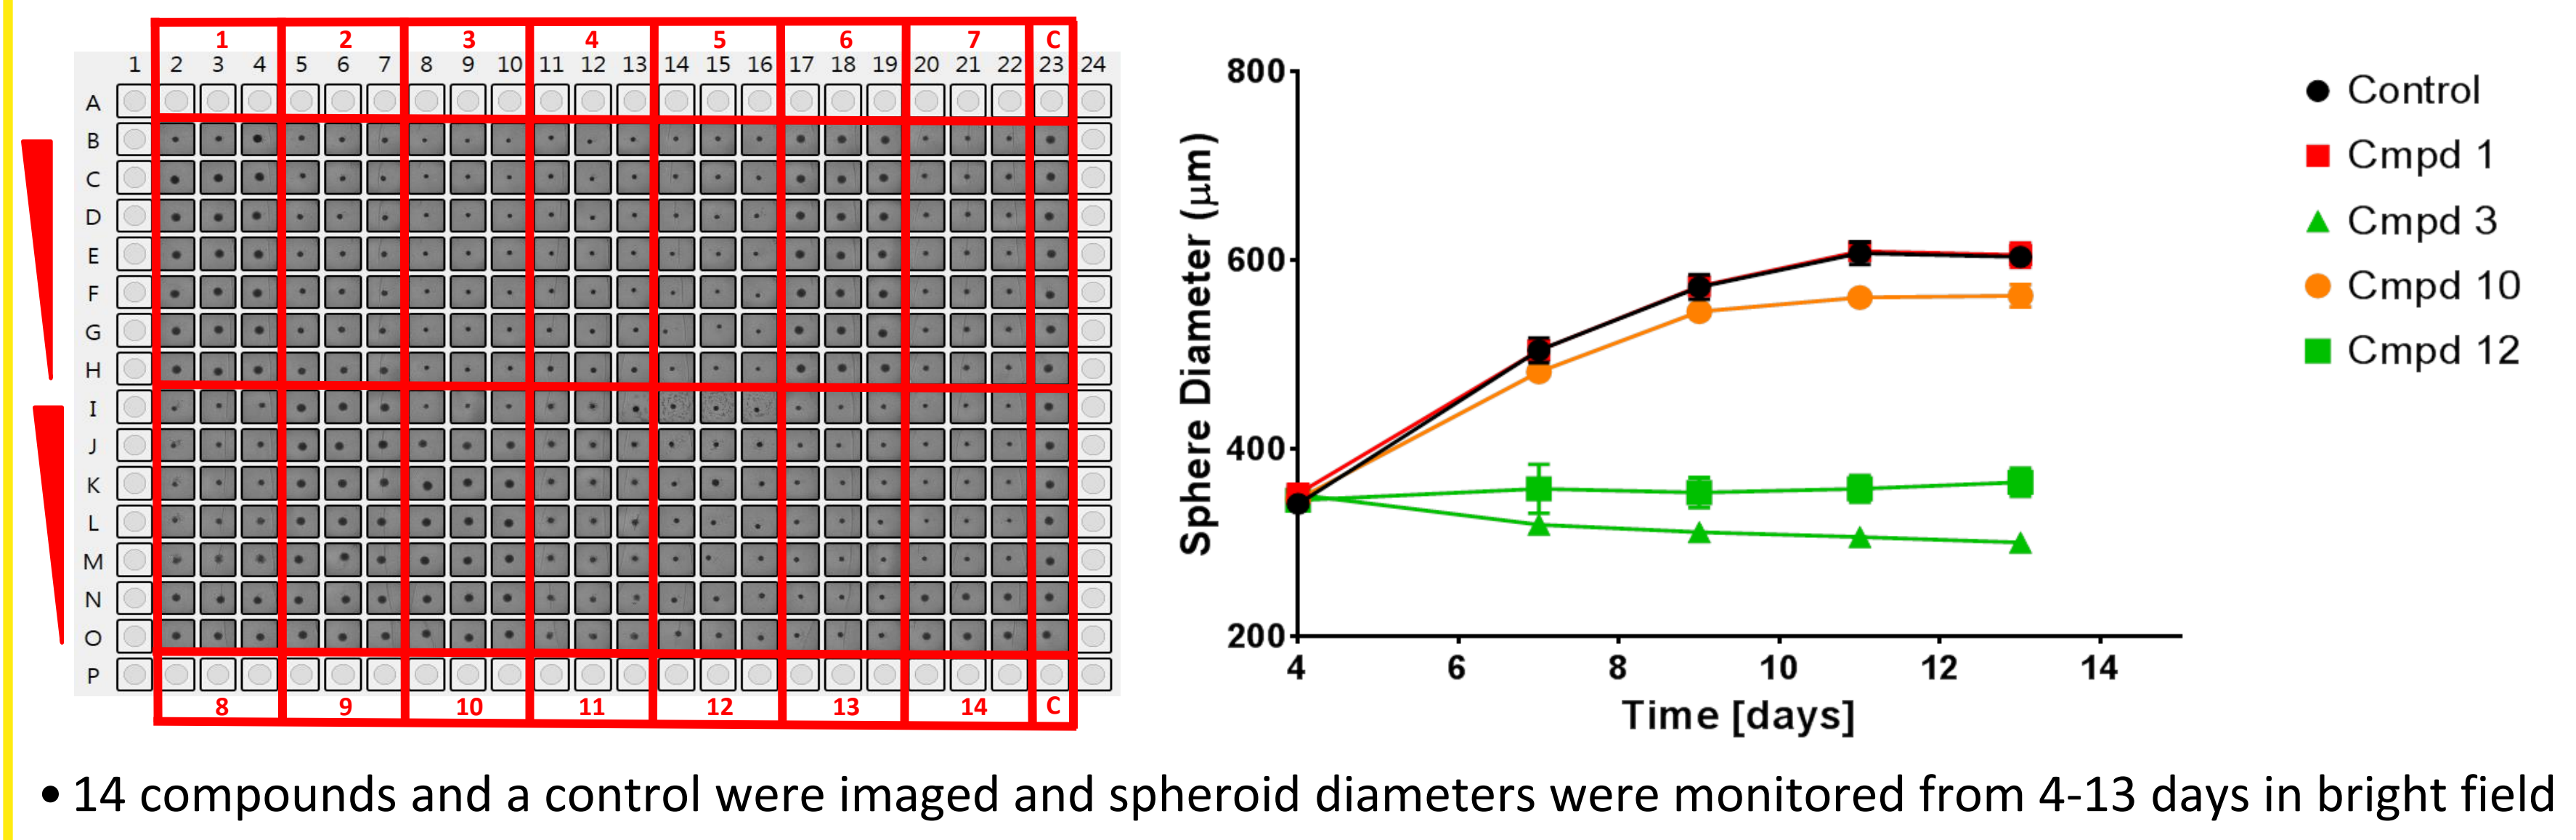 1 2 3 4 5 6 7 C
1 2 3 4 5 6 7 8 9 10 11 12 13 14 15 16 17 18 19 20 21 22 23 24
A
B
C
D
E
F
G
H
I
J
K
L
M
N
O
P
8 9 10 11 12 13 14 C
800
600
400
200
Sphere Diameter (μm)
4 6 8 10 12 14
Time [days]
Control
Cmpd 1
Cmpd 3
Cmpd 10
Cmpd 12
• 14 compounds and a control were imaged and spheroid diameters were monitored from 4-13 days in bright field